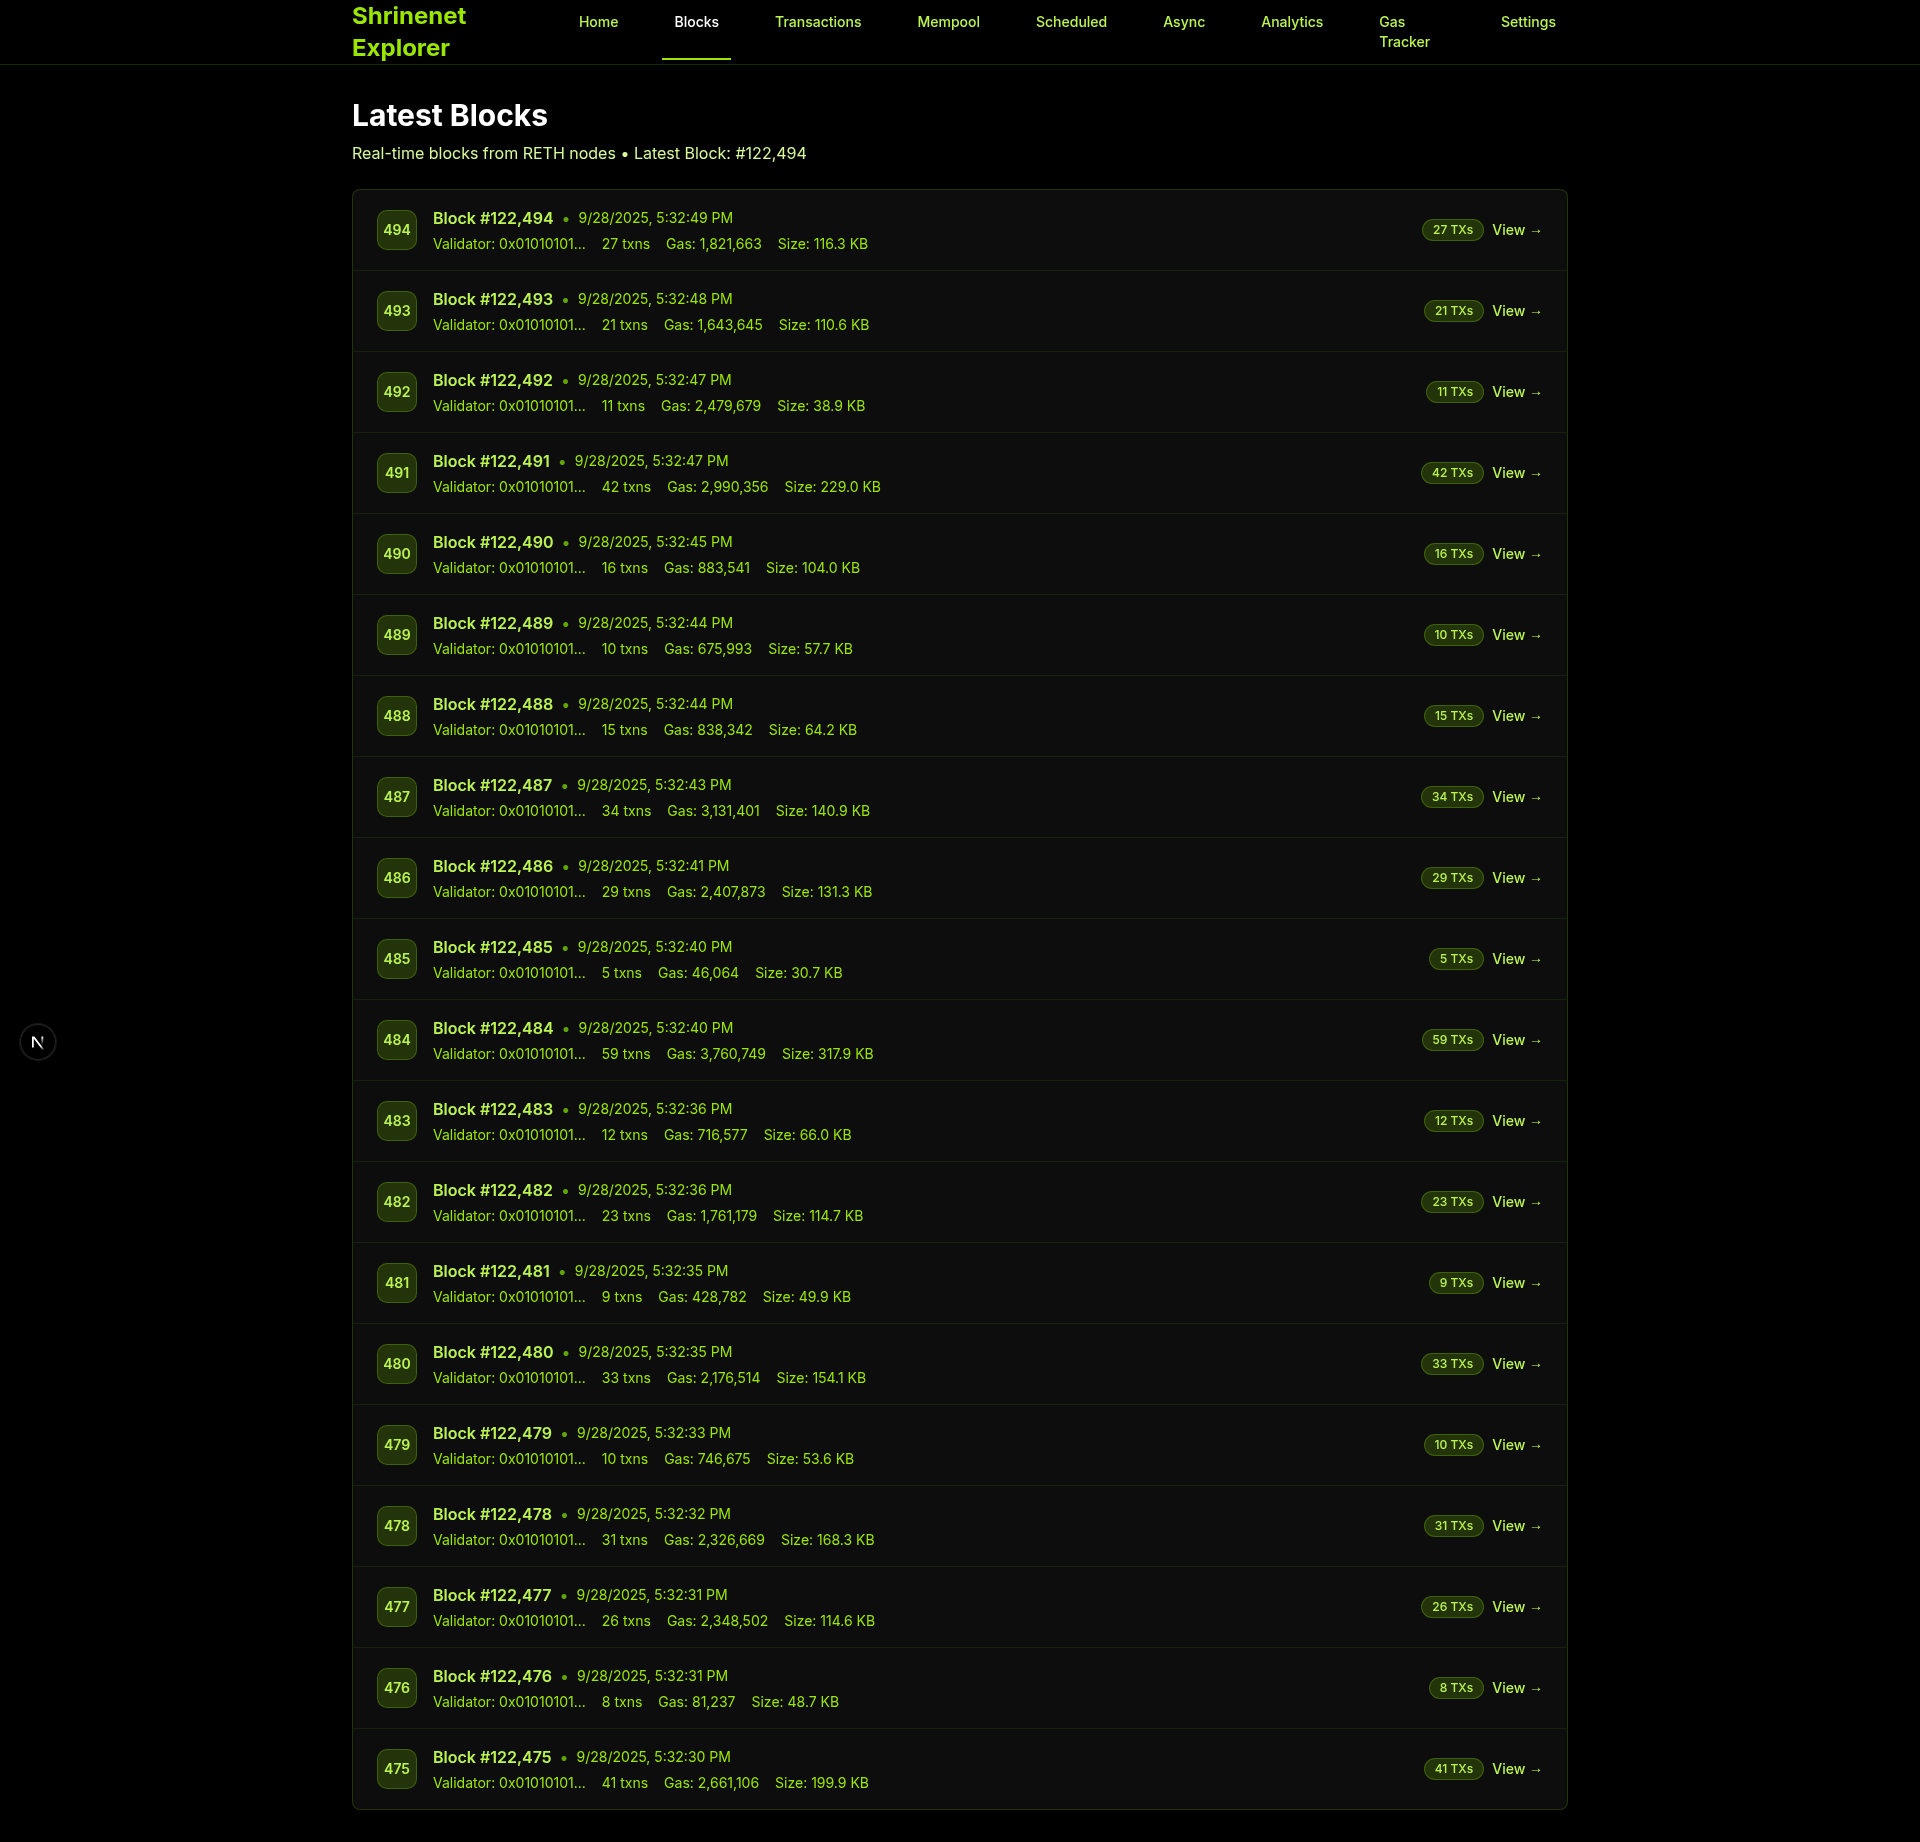 Shrinenet Explorer
Home Blocks Transactions Mempool Scheduled Async Analytics Gas Tracker Settings
Latest Blocks
Real-time blocks from RETH nodes • Latest Block: #122,494
494 Block #122,494 • 9/28/2025, 5:32:49 PM
Validator: 0x01010101... 27 txns Gas: 1,821,663 Size: 116.3 KB
27 TXs View →
493 Block #122,493 • 9/28/2025, 5:32:48 PM
Validator: 0x01010101... 21 txns Gas: 1,643,645 Size: 110.6 KB
21 TXs View →
492 Block #122,492 • 9/28/2025, 5:32:47 PM
Validator: 0x01010101... 11 txns Gas: 2,479,679 Size: 38.9 KB
11 TXs View →
491 Block #122,491 • 9/28/2025, 5:32:47 PM
Validator: 0x01010101... 42 txns Gas: 2,990,356 Size: 229.0 KB
42 TXs View →
490 Block #122,490 • 9/28/2025, 5:32:45 PM
Validator: 0x01010101... 16 txns Gas: 883,541 Size: 104.0 KB
16 TXs View →
489 Block #122,489 • 9/28/2025, 5:32:44 PM
Validator: 0x01010101... 10 txns Gas: 675,993 Size: 57.7 KB
10 TXs View →
488 Block #122,488 • 9/28/2025, 5:32:44 PM
Validator: 0x01010101... 15 txns Gas: 838,342 Size: 64.2 KB
15 TXs View →
487 Block #122,487 • 9/28/2025, 5:32:43 PM
Validator: 0x01010101... 34 txns Gas: 3,131,401 Size: 140.9 KB
34 TXs View →
486 Block #122,486 • 9/28/2025, 5:32:41 PM
Validator: 0x01010101... 29 txns Gas: 2,407,873 Size: 131.3 KB
29 TXs View →
485 Block #122,485 • 9/28/2025, 5:32:40 PM
Validator: 0x01010101... 5 txns Gas: 46,064 Size: 30.7 KB
5 TXs View →
484 Block #122,484 • 9/28/2025, 5:32:40 PM
Validator: 0x01010101... 59 txns Gas: 3,760,749 Size: 317.9 KB
59 TXs View →
483 Block #122,483 • 9/28/2025, 5:32:36 PM
Validator: 0x01010101... 12 txns Gas: 716,577 Size: 66.0 KB
12 TXs View →
482 Block #122,482 • 9/28/2025, 5:32:36 PM
Validator: 0x01010101... 23 txns Gas: 1,761,179 Size: 114.7 KB
23 TXs View →
481 Block #122,481 • 9/28/2025, 5:32:35 PM
Validator: 0x01010101... 9 txns Gas: 428,782 Size: 49.9 KB
9 TXs View →
480 Block #122,480 • 9/28/2025, 5:32:35 PM
Validator: 0x01010101... 33 txns Gas: 2,176,514 Size: 154.1 KB
33 TXs View →
479 Block #122,479 • 9/28/2025, 5:32:33 PM
Validator: 0x01010101... 10 txns Gas: 746,675 Size: 53.6 KB
10 TXs View →
478 Block #122,478 • 9/28/2025, 5:32:32 PM
Validator: 0x01010101... 31 txns Gas: 2,326,669 Size: 168.3 KB
31 TXs View →
477 Block #122,477 • 9/28/2025, 5:32:31 PM
Validator: 0x01010101... 26 txns Gas: 2,348,502 Size: 114.6 KB
26 TXs View →
476 Block #122,476 • 9/28/2025, 5:32:31 PM
Validator: 0x01010101... 8 txns Gas: 81,237 Size: 48.7 KB
8 TXs View →
475 Block #122,475 • 9/28/2025, 5:32:30 PM
Validator: 0x01010101... 41 txns Gas: 2,661,106 Size: 199.9 KB
41 TXs View →
N